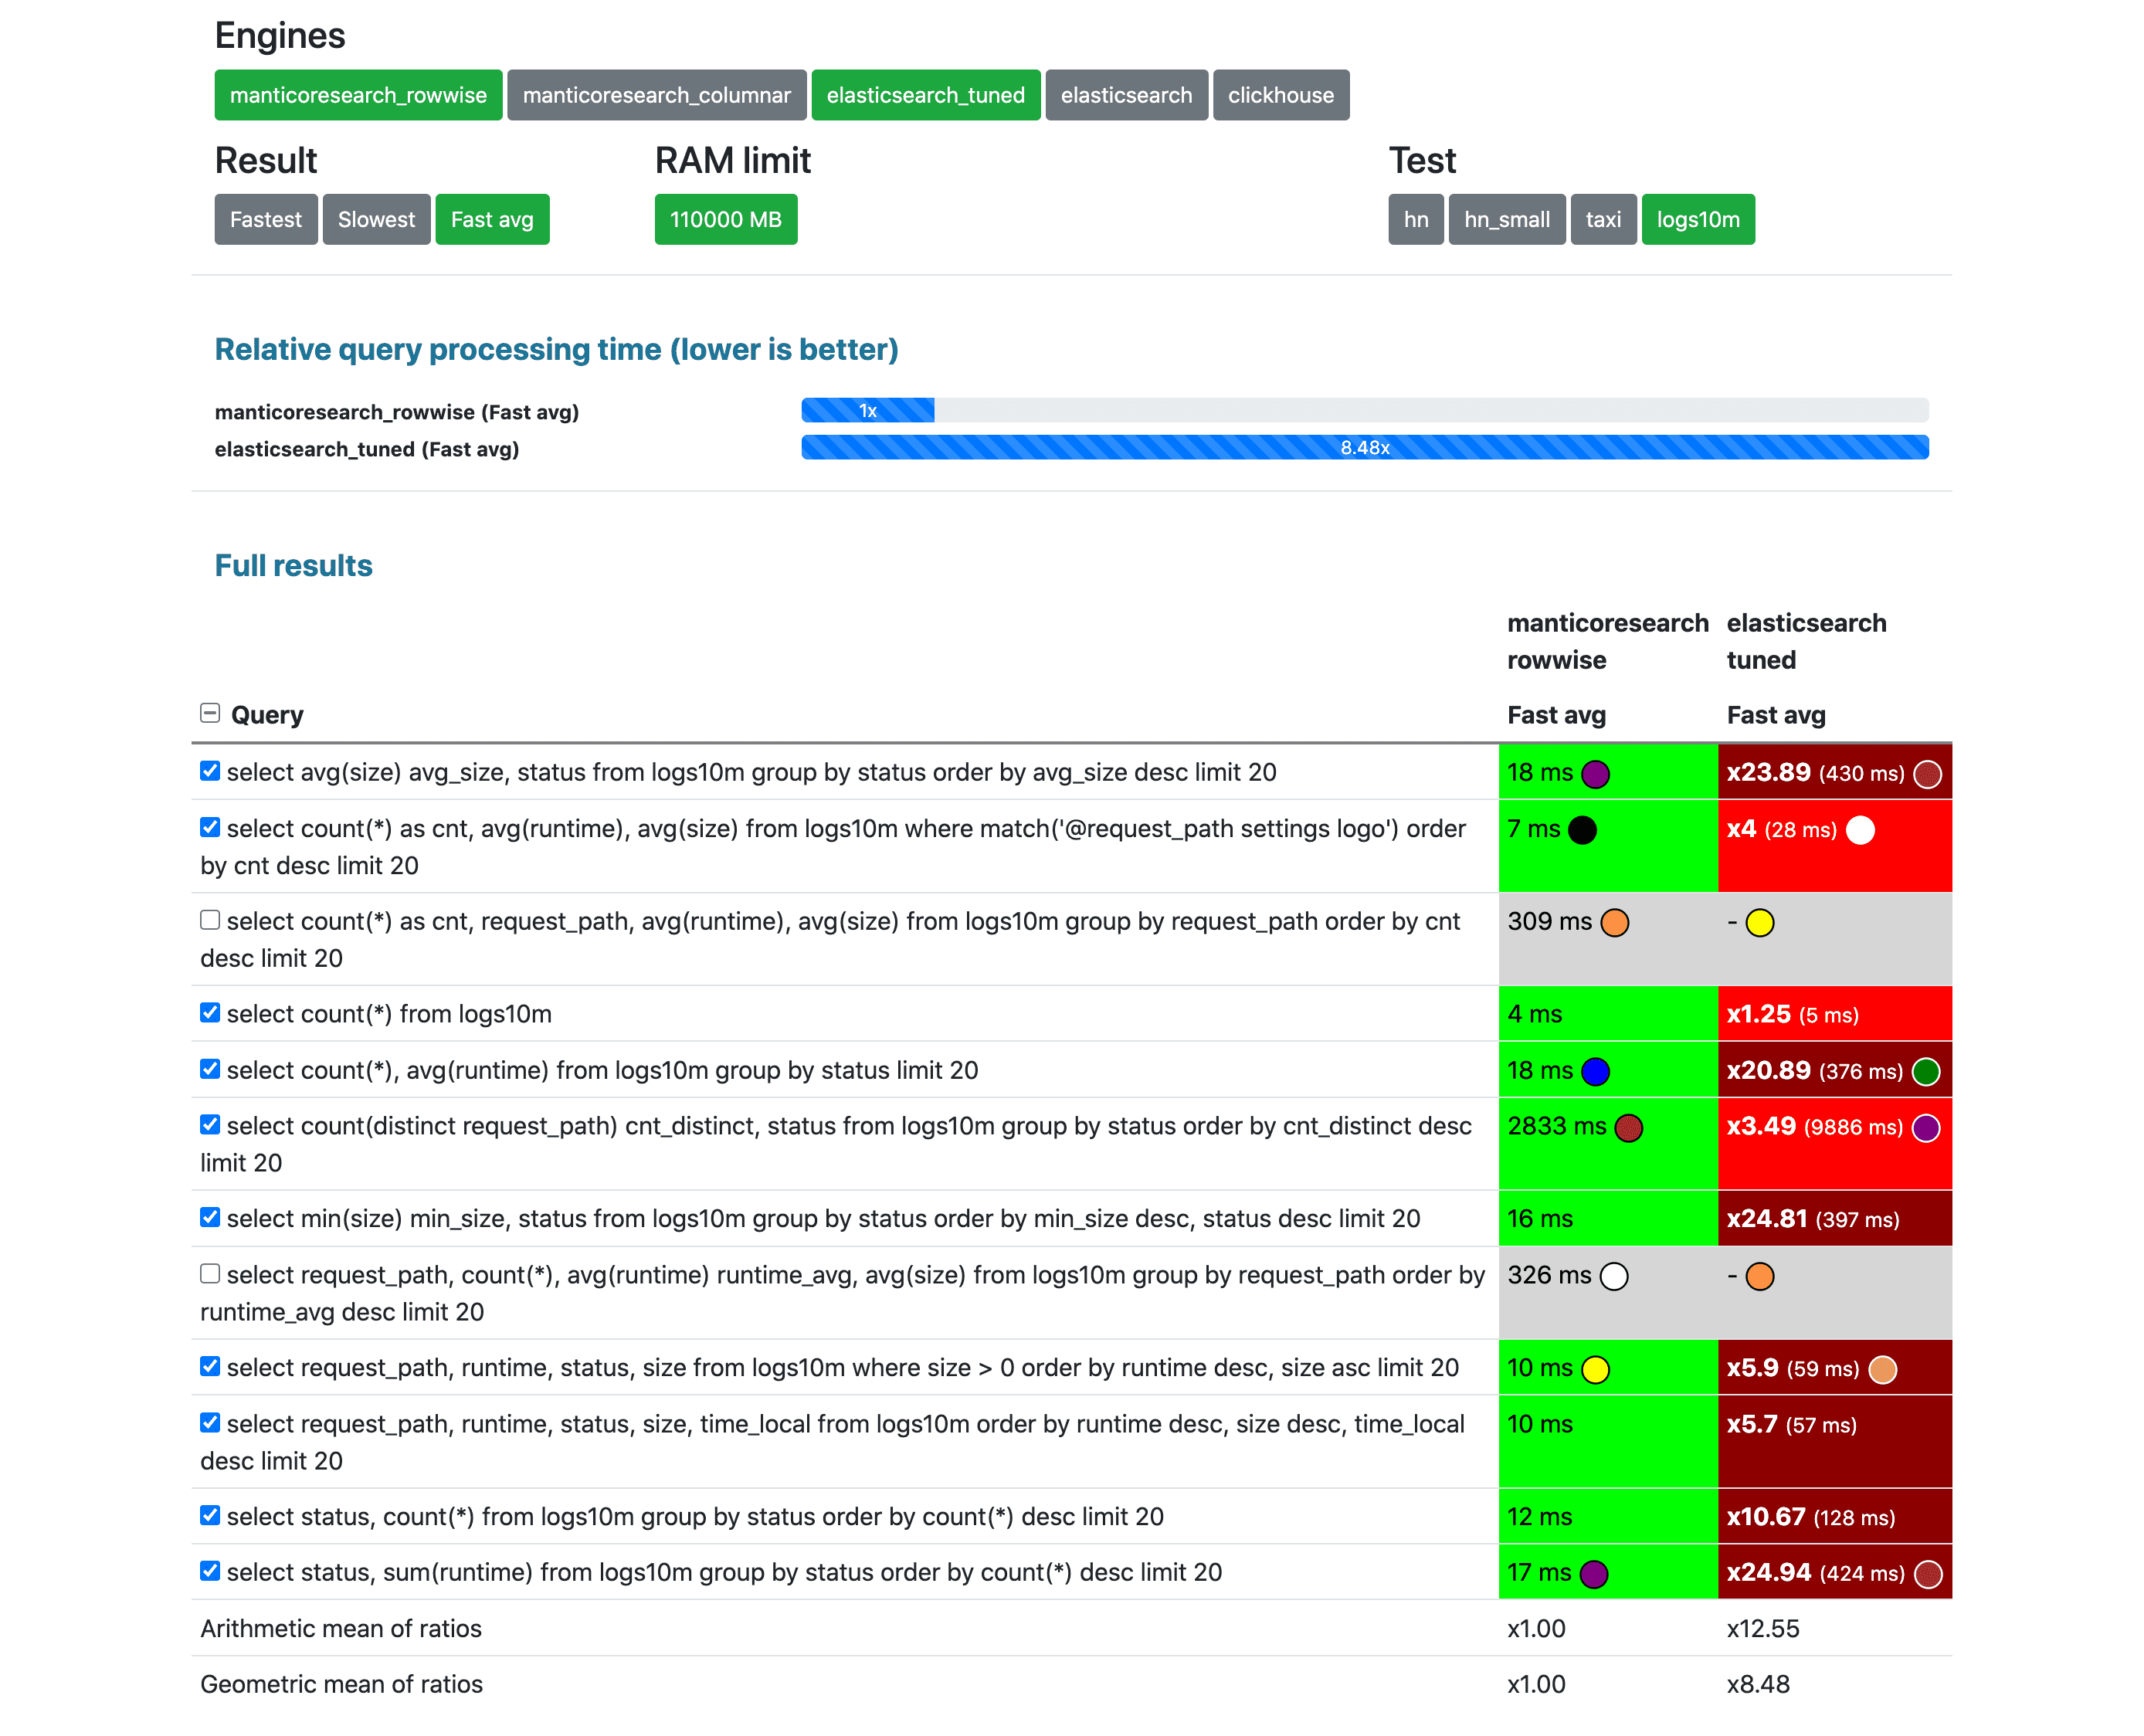 Engines
manticoresearch_rowwise manticoresearch_columnar elasticsearch_tuned elasticsearch clickhouse
Result RAM limit Test
Fastest Slowest Fast avg 110000 MB hn hn_small taxi logs10m
Relative query processing time (lower is better)
manticoresearch_rowwise (Fast avg) 1x
elasticsearch_tuned (Fast avg) 8.48x
Full results
manticoresearch elasticsearch
rowwise tuned
Query Fast avg Fast avg
select avg(size) avg_size, status from logs10m group by status order by avg_size desc limit 20 18 ms x23.89 (430 ms)
select count(*) as cnt, avg(runtime), avg(size) from logs10m where match('@request_path settings logo') order 7 ms x4 (28 ms)
by cnt desc limit 20
select count(*) as cnt, request_path, avg(runtime), avg(size) from logs10m group by request_path order by cnt 309 ms -
desc limit 20
select count(*) from logs10m 4 ms x1.25 (5 ms)
select count(*), avg(runtime) from logs10m group by status limit 20 18 ms x20.89 (376 ms)
select count(distinct request_path) cnt_distinct, status from logs10m group by status order by cnt_distinct desc 2833 ms x3.49 (9886 ms)
limit 20
select min(size) min_size, status from logs10m group by status order by min_size desc, status desc limit 20 16 ms x24.81 (397 ms)
select request_path, count(*), avg(runtime) runtime_avg, avg(size) from logs10m group by request_path order by 326 ms -
runtime_avg desc limit 20
select request_path, runtime, status, size from logs10m where size > 0 order by runtime desc, size asc limit 20 10 ms x5.9 (59 ms)
select request_path, runtime, status, size, time_local from logs10m order by runtime desc, size desc, time_local 10 ms x5.7 (57 ms)
desc limit 20
select status, count(*) from logs10m group by status order by count(*) desc limit 20 12 ms x10.67 (128 ms)
select status, sum(runtime) from logs10m group by status order by count(*) desc limit 20 17 ms x24.94 (424 ms)
Arithmetic mean of ratios x1.00 x12.55
Geometric mean of ratios x1.00 x8.48